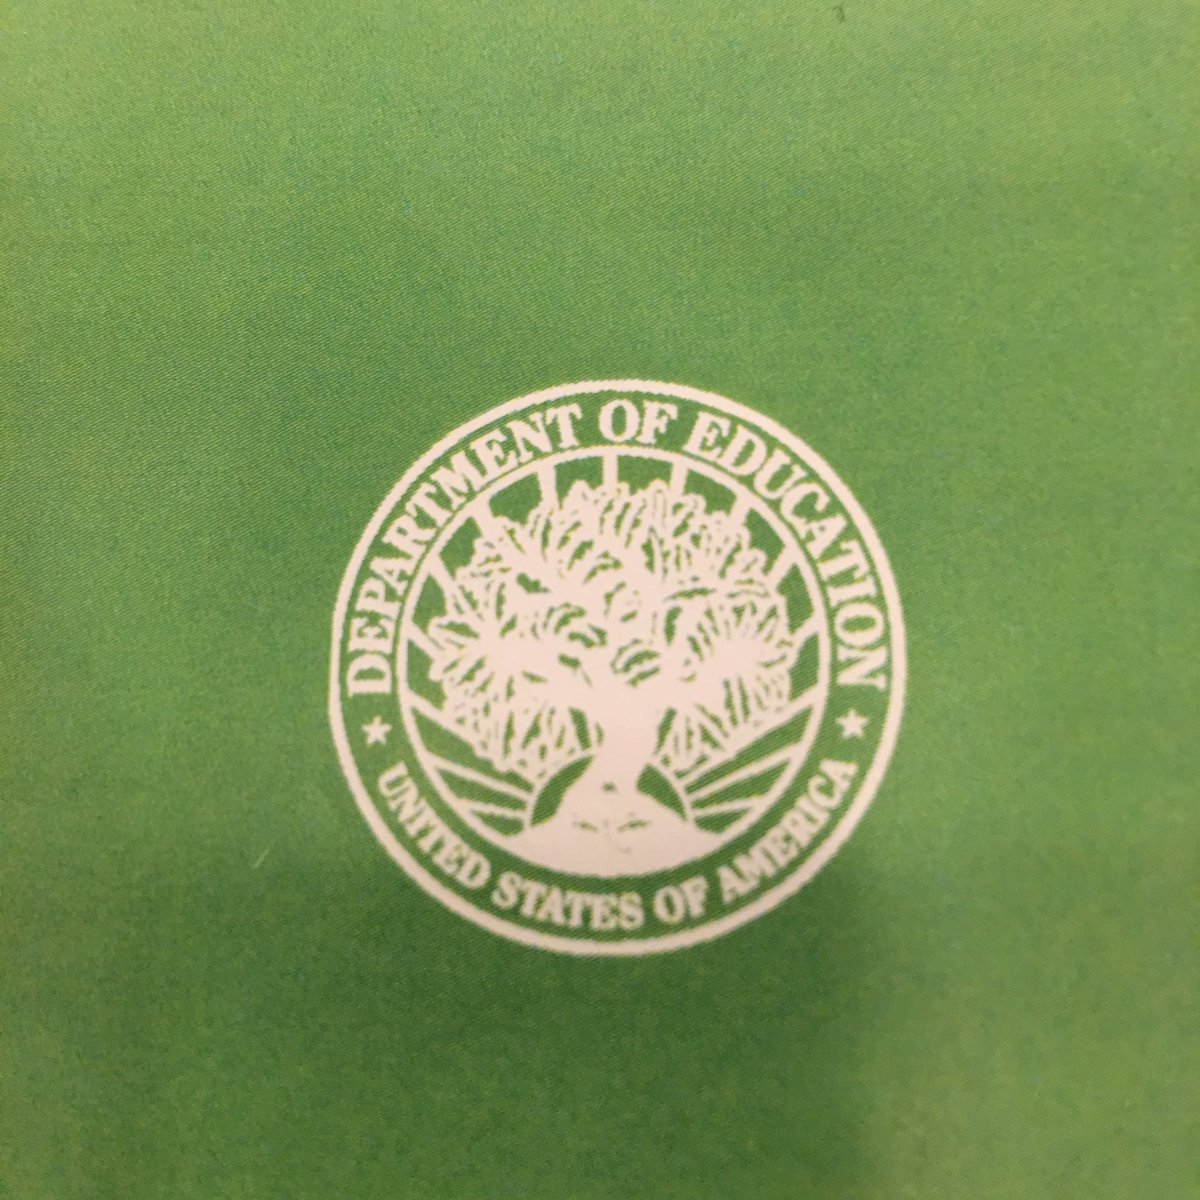 DEPARTMENT OF EDUCATION
UNITED STATES OF AMERICA